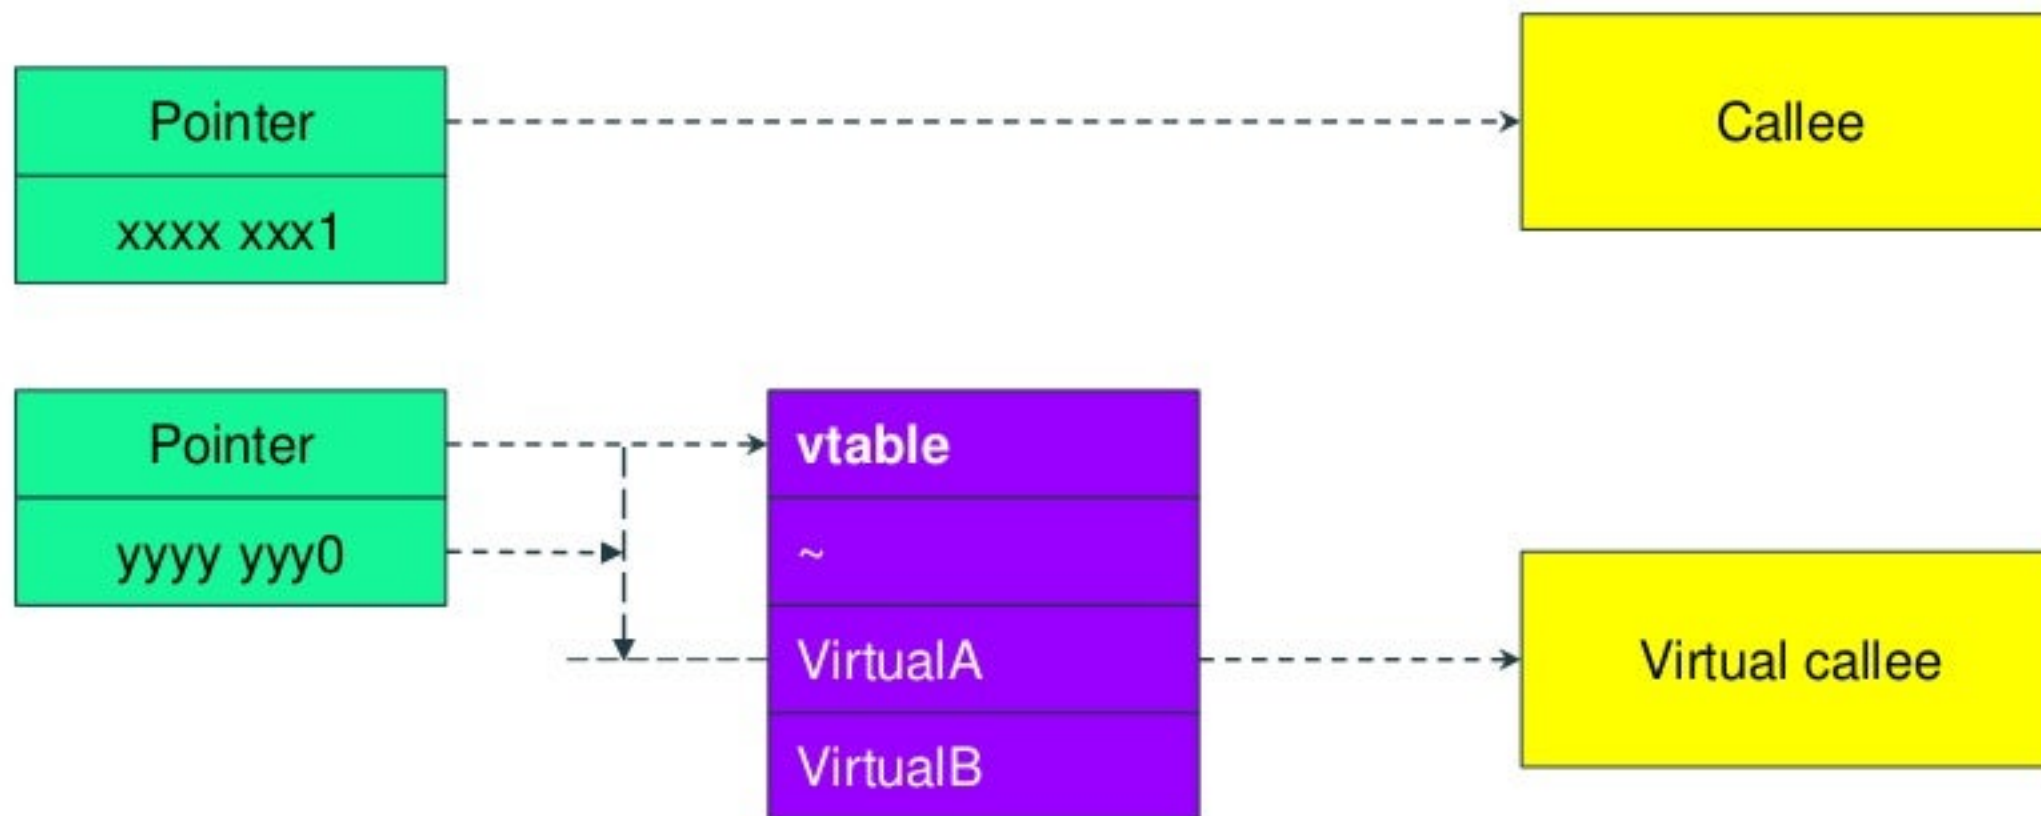 Pointer
Callee
xxxx xxx1
Pointer
vtable
yyyy yyy0
~
VirtualA
Virtual callee
VirtualB